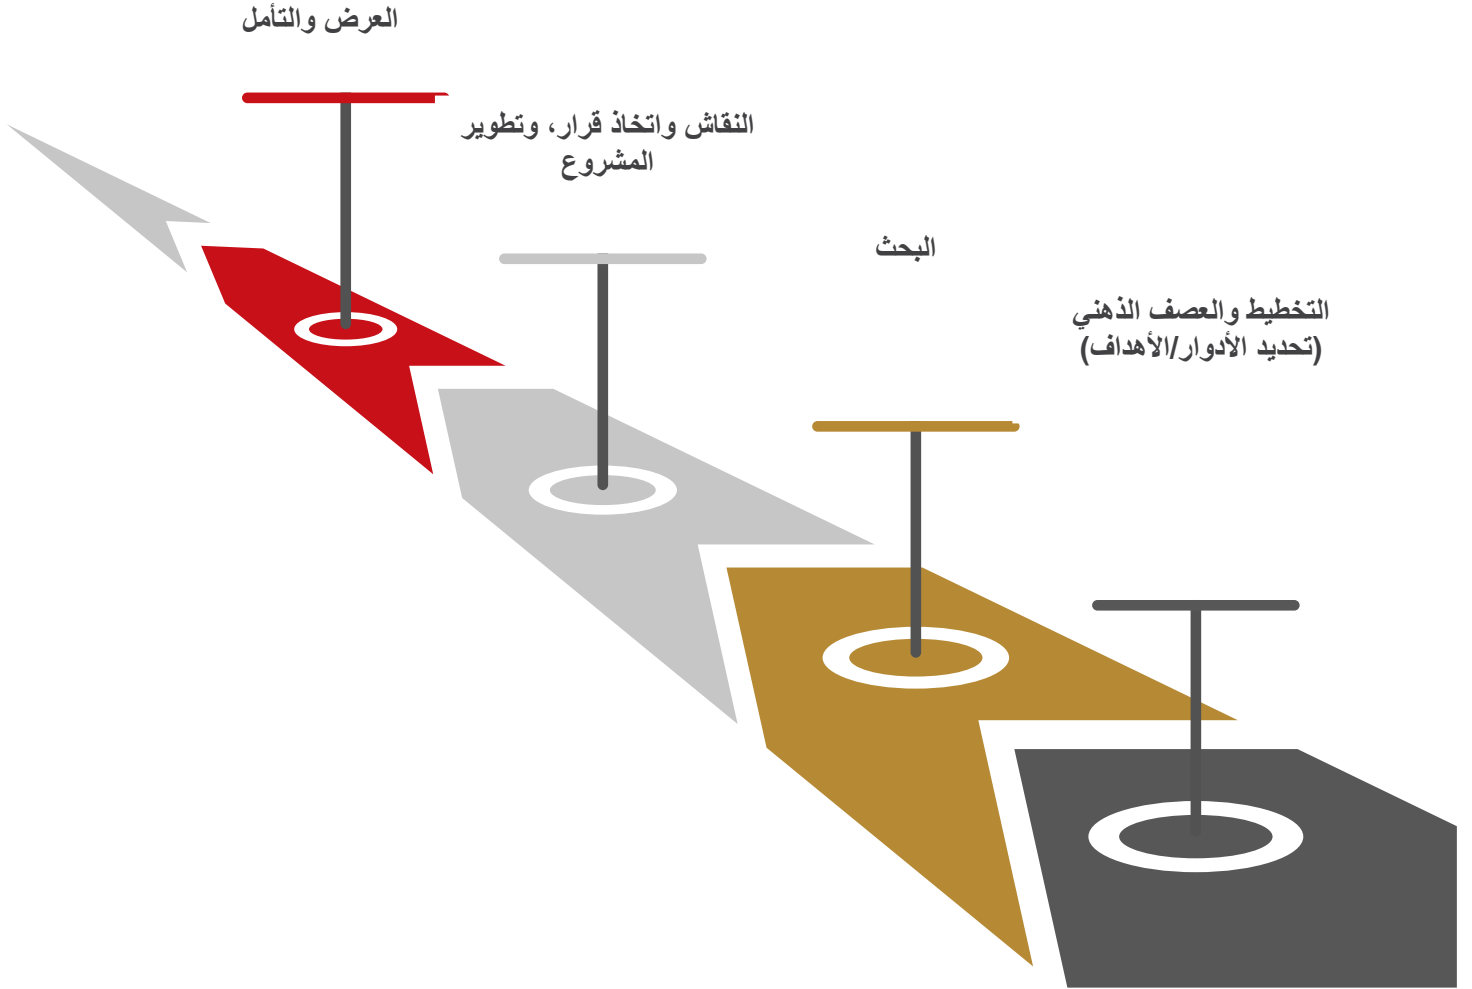 التخطيط والعصف الذهني
(تحديد الأدوار/الأهداف)
البحث
النقاش واتخاذ قرار، وتطوير
المشروع
العرض والتأمل